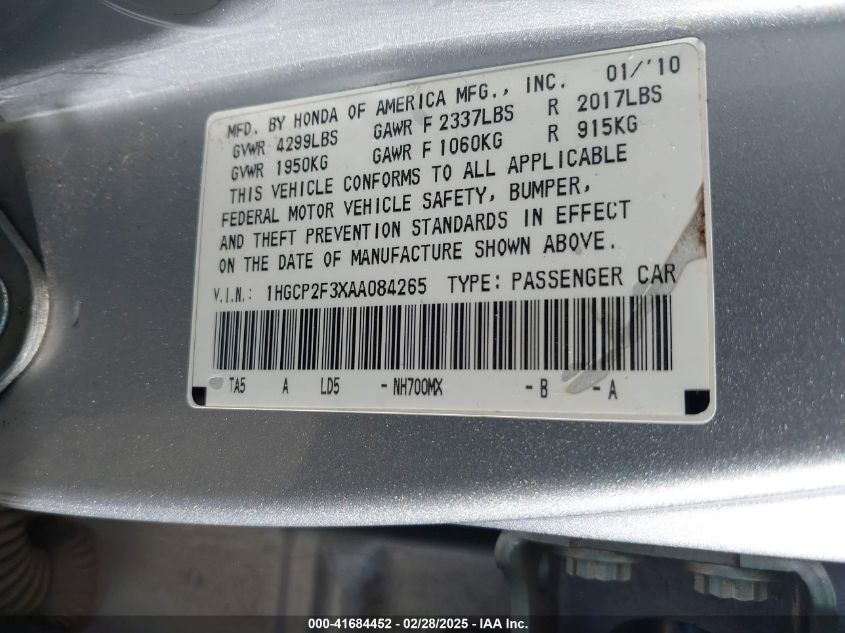 MFD. BY HONDA OF AMERICA MFG., INC. 01/'10
GVWR 4299LBS GAWR F 2337LBS R 2017LBS
GVWR 1950KG GAWR F 1060KG R 915KG
THIS VEHICLE CONFORMS TO ALL APPLICABLE
FEDERAL MOTOR VEHICLE SAFETY, BUMPER,
AND THEFT PREVENTION STANDARDS IN EFFECT
ON THE DATE OF MANUFACTURE SHOWN ABOVE.
V.I.N.: 1HGCP2F3XAA084265 TYPE: PASSENGER CAR
TA5 A LD5 -NH700MX -B -A
000-41684452 - 02/28/2025 - IAA Inc.